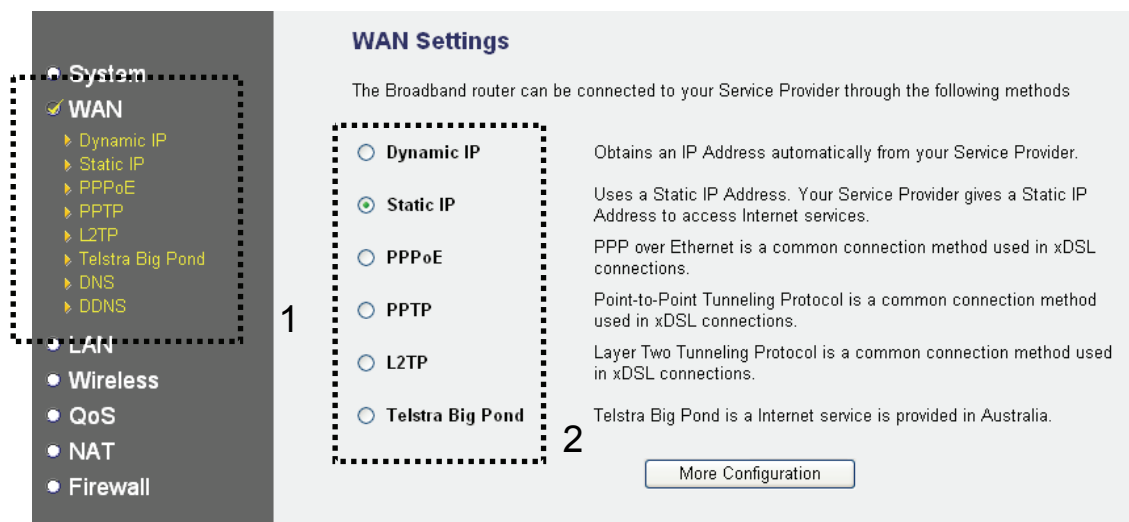 System
WAN
Dynamic IP
Static IP
PPPoE
PPTP
L2TP
Telstra Big Pond
DNS
DDNS
LAN
Wireless
QoS
NAT
Firewall
1
WAN Settings
The Broadband router can be connected to your Service Provider through the following methods
Dynamic IP
Obtains an IP Address automatically from your Service Provider.
Static IP
Uses a Static IP Address. Your Service Provider gives a Static IP
Address to access Internet services.
PPPoE
PPP over Ethernet is a common connection method used in xDSL
connections.
PPTP
Point-to-Point Tunneling Protocol is a common connection method
used in xDSL connections.
L2TP
Layer Two Tunneling Protocol is a common connection method used
in xDSL connections.
Telstra Big Pond
Telstra Big Pond is a Internet service is provided in Australia.
2
More Configuration